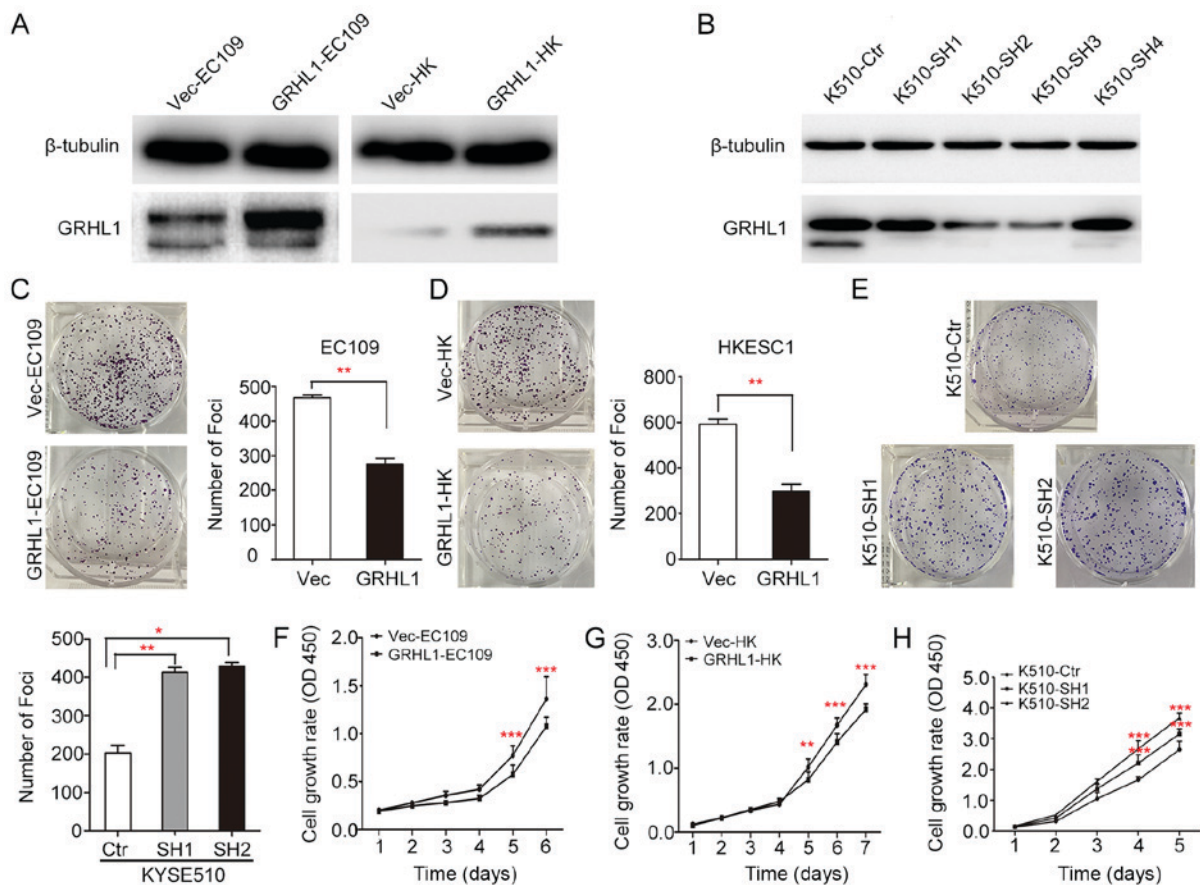 A
Vec-EC109
GRHL1-EC109
Vec-HK
GRHL1-HK
β-tubulin
GRHL1
B
K510-Ctr
K510-SH1
K510-SH2
K510-SH3
K510-SH4
β-tubulin
GRHL1
C
Vec-EC109
GRHL1-EC109
EC109
**
Number of Foci
500
400
300
200
100
0
Vec
GRHL1
D
Vec-HK
GRHL1-HK
HKESC1
**
Number of Foci
800
600
400
200
0
Vec
GRHL1
E
K510-Ctr
K510-SH1
K510-SH2
*
**
Number of Foci
500
400
300
200
100
0
Ctr
SH1
SH2
KYSE510
F
Vec-EC109
GRHL1-EC109
***
***
Cell growth rate (OD 450)
2.0
1.5
1.0
0.5
0.0
1 2 3 4 5 6
Time (days)
G
Vec-HK
GRHL1-HK
**
***
***
Cell growth rate (OD 450)
3.0
2.0
1.0
0.0
1 2 3 4 5 6 7
Time (days)
H
K510-Ctr
K510-SH1
K510-SH2
***
***
***
***
Cell growth rate (OD 450)
5.0
4.0
3.0
2.0
1.0
0.0
1 2 3 4 5
Time (days)